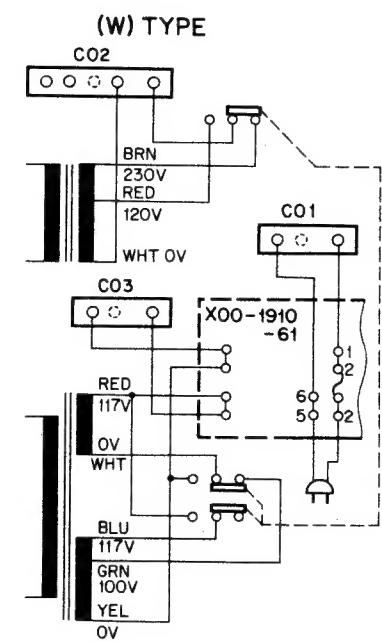 (W) TYPE
CO2
BRN
230V
RED
120V
WHT 0V
CO1
CO3
X00-1910
-61
1
2
6
5
2
RED
117V
0V
WHT
BLU
117V
GRN
100V
YEL
0V